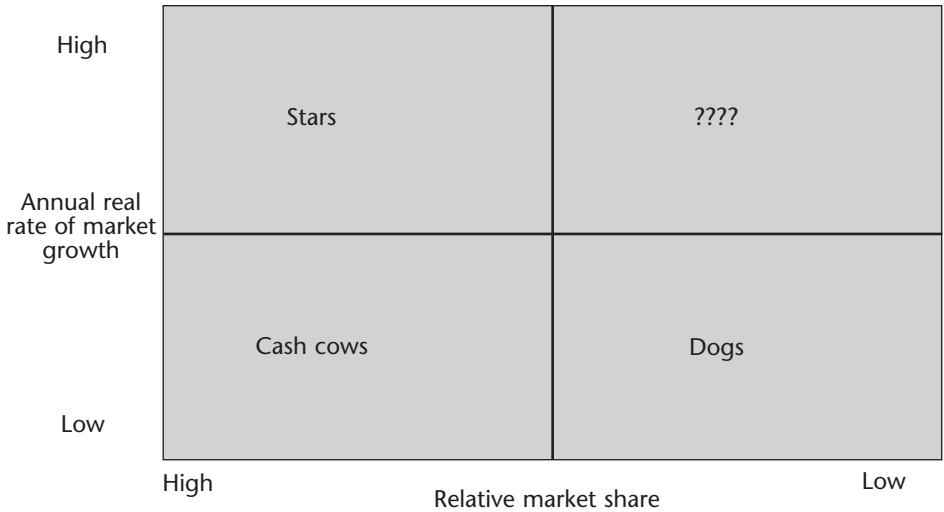 High
Stars
????
Annual real
rate of market
growth
Cash cows
Dogs
Low
High
Low
Relative market share